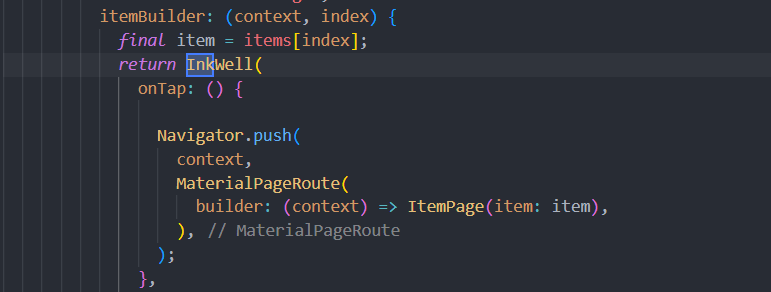 itemBuilder: (context, index) {
final item = items[index];
return InkWell(
onTap: () {
Navigator.push(
context,
MaterialPageRoute(
builder: (context) => ItemPage(item: item),
), // MaterialPageRoute
);
},